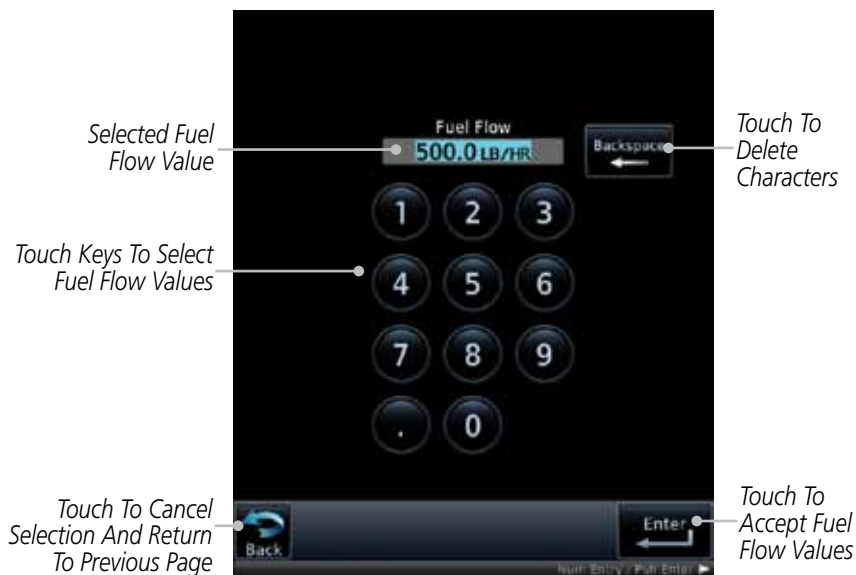 Selected Fuel
Flow Value
Fuel Flow
500.0 LB/HR
Backspace
Touch To
Delete
Characters
Touch Keys To Select
Fuel Flow Values
1 2 3
4 5 6
7 8 9
. 0
Touch To Cancel
Selection And Return
To Previous Page
Back
Enter
Touch To
Accept Fuel
Flow Values
Num Entry / Push Enter